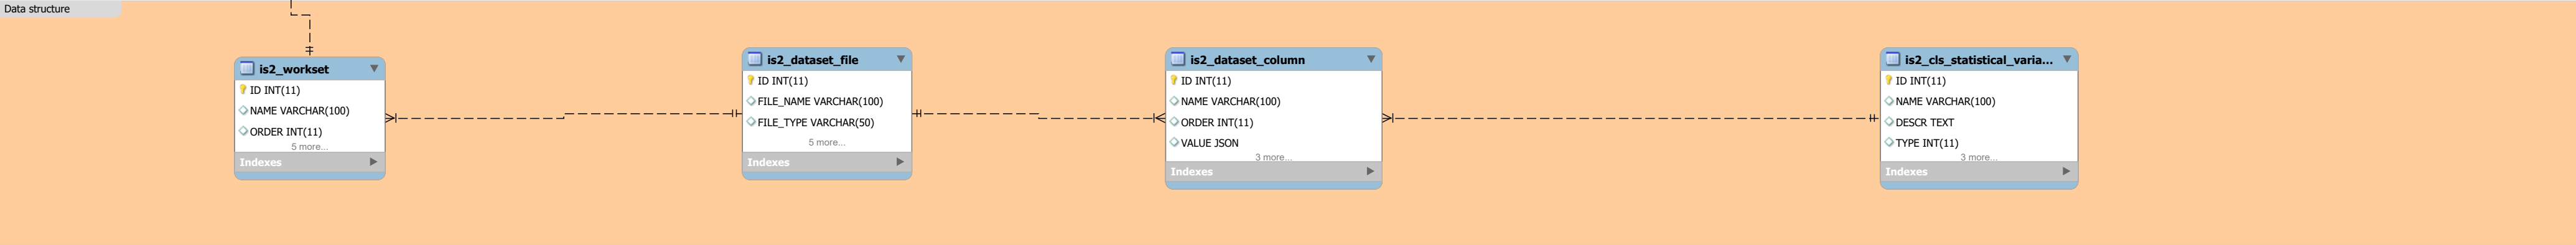 Data structure
is2_workset
ID INT(11)
NAME VARCHAR(100)
ORDER INT(11)
5 more...
Indexes
is2_dataset_file
ID INT(11)
FILE_NAME VARCHAR(100)
FILE_TYPE VARCHAR(50)
5 more...
Indexes
is2_dataset_column
ID INT(11)
NAME VARCHAR(100)
ORDER INT(11)
VALUE JSON
3 more...
Indexes
is2_cls_statistical_varia...
ID INT(11)
NAME VARCHAR(100)
DESCR TEXT
TYPE INT(11)
3 more...
Indexes